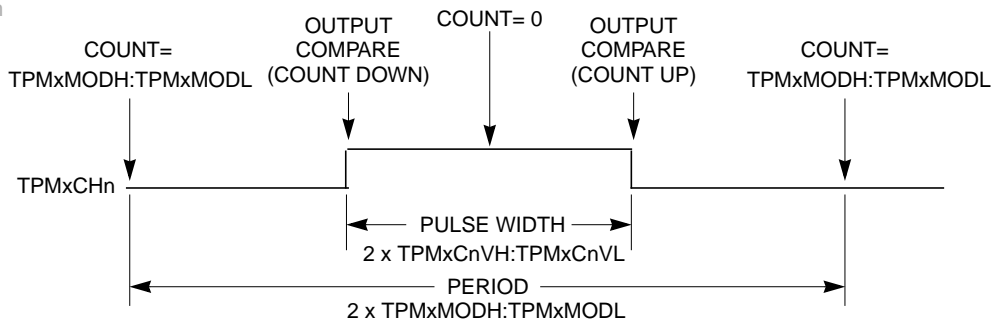 COUNT=
TPMxMODH:TPMxMODL
OUTPUT
COMPARE
(COUNT DOWN)
COUNT= 0
OUTPUT
COMPARE
(COUNT UP)
COUNT=
TPMxMODH:TPMxMODL
TPMxCHn
PULSE WIDTH
2 x TPMxCnVH:TPMxCnVL
PERIOD
2 x TPMxMODH:TPMxMODL